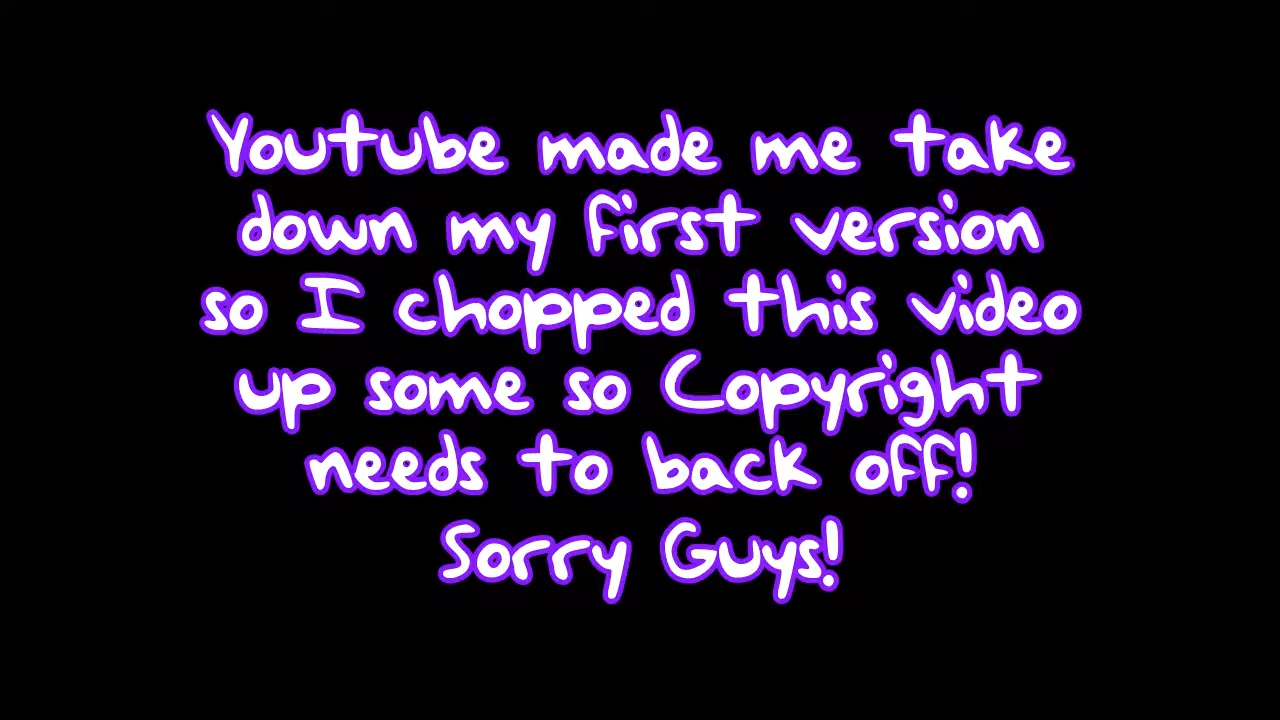 Youtube made me take
down my first version
so I chopped this video
up some so Copyright
needs to back off!
Sorry Guys!